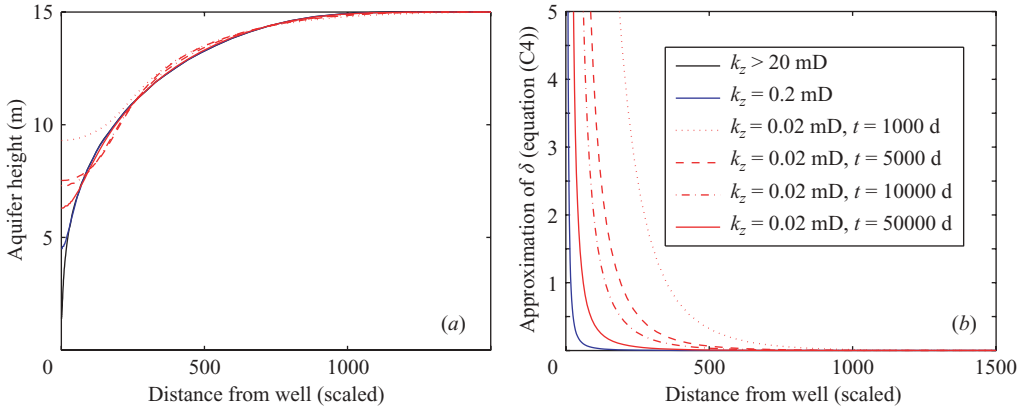 15
10
5
0
500
1000
Aquifer height (m)
Distance from well (scaled)
(a)
5
4
3
2
1
0
500
1000
1500
Approximation of δ (equation (C4))
Distance from well (scaled)
(b)
k_z > 20 mD
k_z = 0.2 mD
k_z = 0.02 mD, t = 1000 d
k_z = 0.02 mD, t = 5000 d
k_z = 0.02 mD, t = 10000 d
k_z = 0.02 mD, t = 50000 d